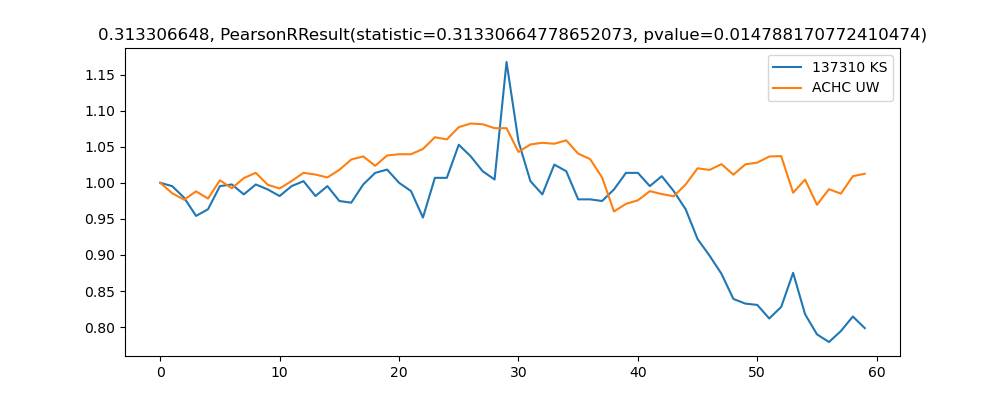 0.313306648, PearsonRResult(statistic=0.31330664778652073, pvalue=0.014788170772410474)
137310 KS
ACHC UW
1.15
1.10
1.05
1.00
0.95
0.90
0.85
0.80
0 10 20 30 40 50 60